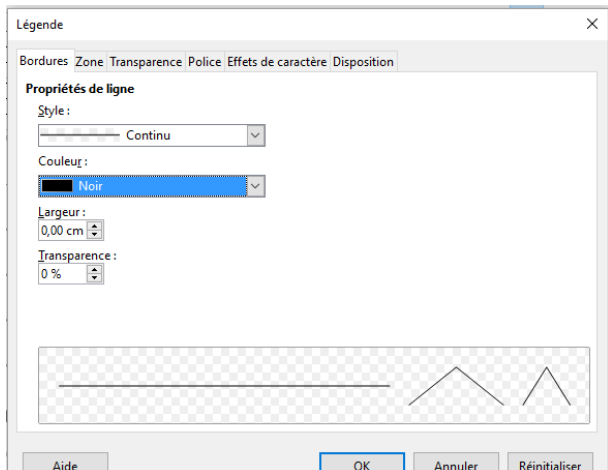 Légende
Bordures Zone Transparence Police Effets de caractère Disposition
Propriétés de ligne
Style :
Continu
Couleur :
Noir
Largeur :
0,00 cm
Transparence :
0 %
Aide OK Annuler Réinitialiser